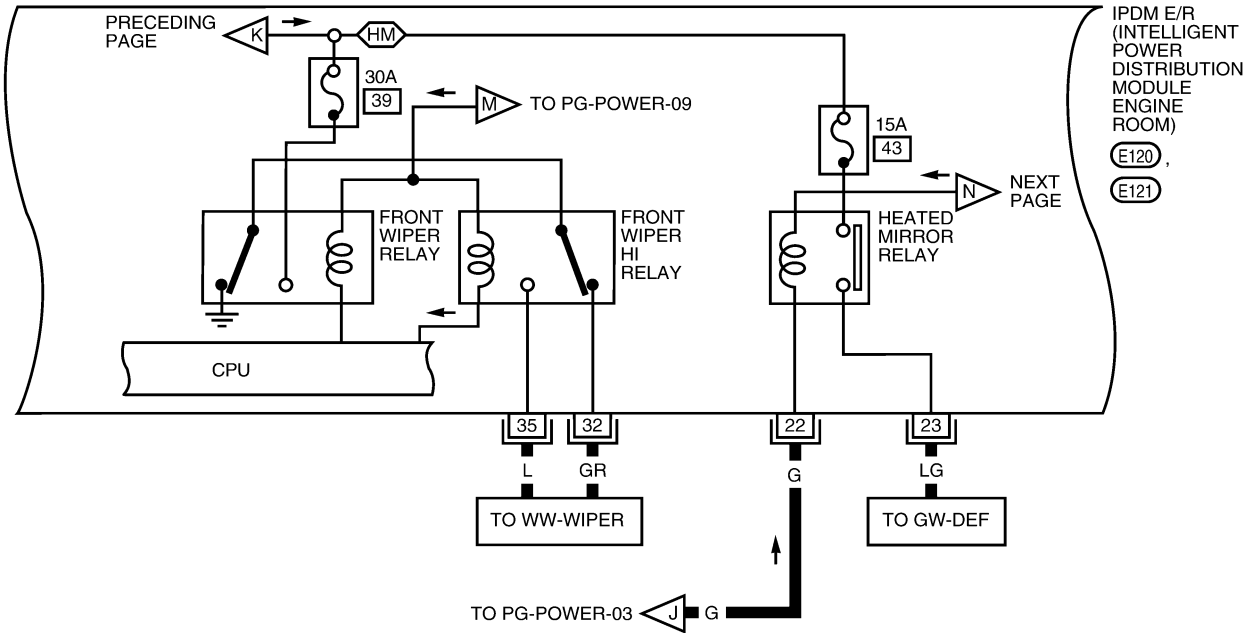 PRECEDING
PAGE
K
HM
IPDM E/R
(INTELLIGENT
POWER
DISTRIBUTION
MODULE
ENGINE
ROOM)
E120 ,
E121
30A
39
M
TO PG-POWER-09
15A
43
N
NEXT
PAGE
FRONT
WIPER
RELAY
FRONT
WIPER
HI
RELAY
HEATED
MIRROR
RELAY
CPU
35
32
22
23
L
GR
G
LG
TO WW-WIPER
TO GW-DEF
TO PG-POWER-03
J
G